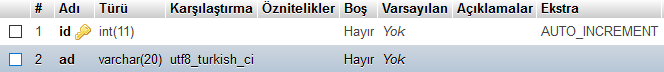 # Adı Türü Karşılaştırma Öznitelikler Boş Varsayılan Açıklamalar Ekstra
1 id int(11) Hayır Yok AUTO_INCREMENT
2 ad varchar(20) utf8_turkish_ci Hayır Yok